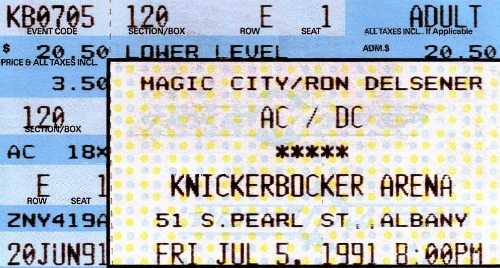 KB0705 120 E 1 ADULT
EVENT CODE SECTION/BOX ROW SEAT ALL TAXES INCL. If Applicable
$ 20.50 LOWER LEVEL ADM.$ 20.50
PRICE & ALL TAXES INCL.
3.50 MAGIC CITY/RON DELSENER
120 AC / DC
SECTION/BOX
AC 18X *****
E 1 KNICKERBOCKER ARENA
ROW SEAT
ZNY419A 51 S.PEARL ST., ALBANY
20JUN91 FRI JUL 5, 1991 8:00PM